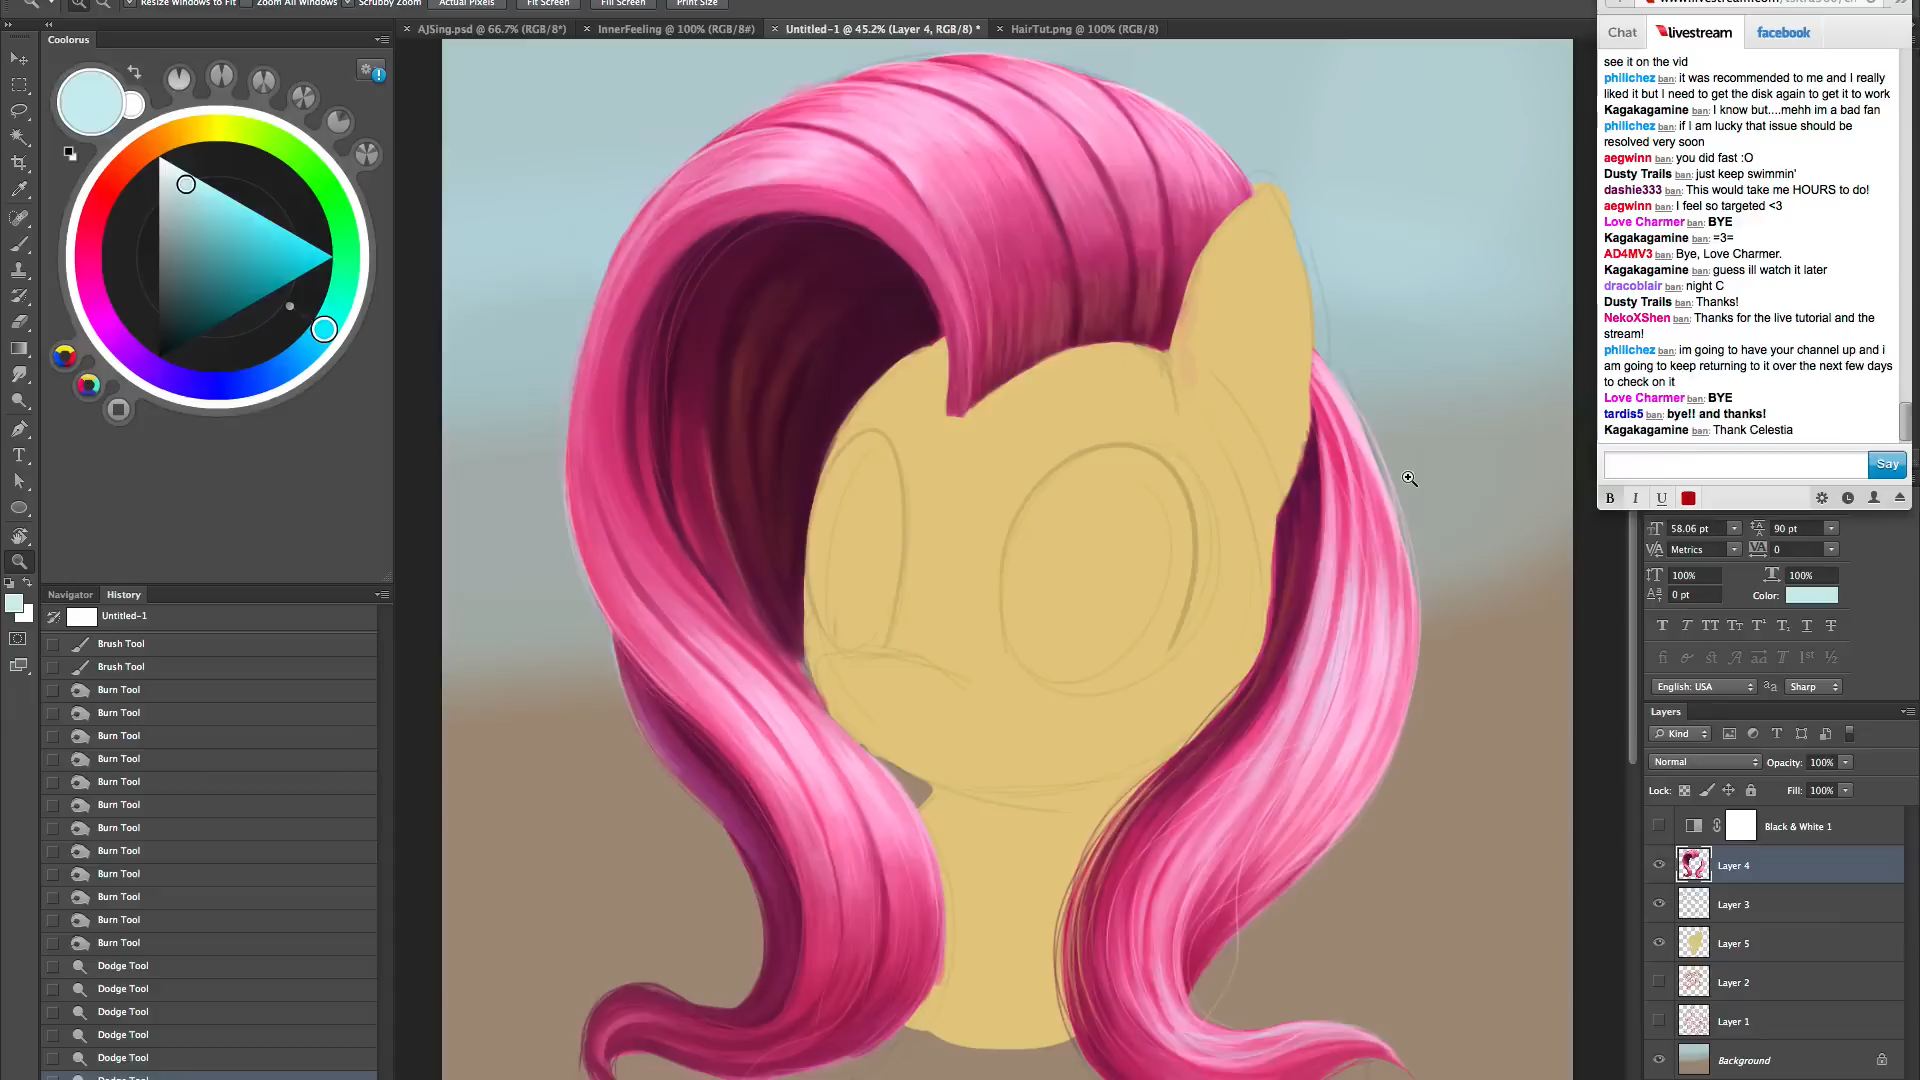 Resize Windows to Fit
Zoom All Windows
Scrubby Zoom
Actual Pixels
Fit Screen
Fill Screen
Print Size
AJSing.psd @ 66.7% (RGB/8*)
InnerFeeling @ 100% (RGB/8#)
Untitled-1 @ 45.2% (Layer 4, RGB/8) *
HairTut.png @ 100% (RGB/8)
Coolorus
Navigator
History
Untitled-1
Brush Tool
Brush Tool
Burn Tool
Burn Tool
Burn Tool
Burn Tool
Burn Tool
Burn Tool
Burn Tool
Burn Tool
Burn Tool
Burn Tool
Burn Tool
Burn Tool
Dodge Tool
Dodge Tool
Dodge Tool
Dodge Tool
Dodge Tool
Chat
livestream
facebook
see it on the vid
philichez ban: it was recommended to me and I really
liked it but I need to get the disk again to get it to work
Kagakagamine ban: I know but....mehh im a bad fan
philichez ban: if I am lucky that issue should be
resolved very soon
aegwinn ban: you did fast :O
Dusty Trails ban: just keep swimmin'
dashie333 ban: This would take me HOURS to do!
aegwinn ban: I feel so targeted <3
Love Charmer ban: BYE
Kagakagamine ban: =3=
AD4MV3 ban: Bye, Love Charmer.
Kagakagamine ban: guess ill watch it later
dracoblair ban: night C
Dusty Trails ban: Thanks!
NekoXShen ban: Thanks for the live tutorial and the
stream!
philichez ban: im going to have your channel up and i
am going to keep returning to it over the next few days
to check on it
Love Charmer ban: BYE
tardis5 ban: bye!! and thanks!
Kagakagamine ban: Thank Celestia
Say
B I U
58.06 pt
90 pt
Metrics
0
100%
100%
0 pt
Color:
English: USA
Sharp
Layers
Kind
Normal
Opacity: 100%
Lock:
Fill: 100%
Black & White 1
Layer 4
Layer 3
Layer 5
Layer 2
Layer 1
Background